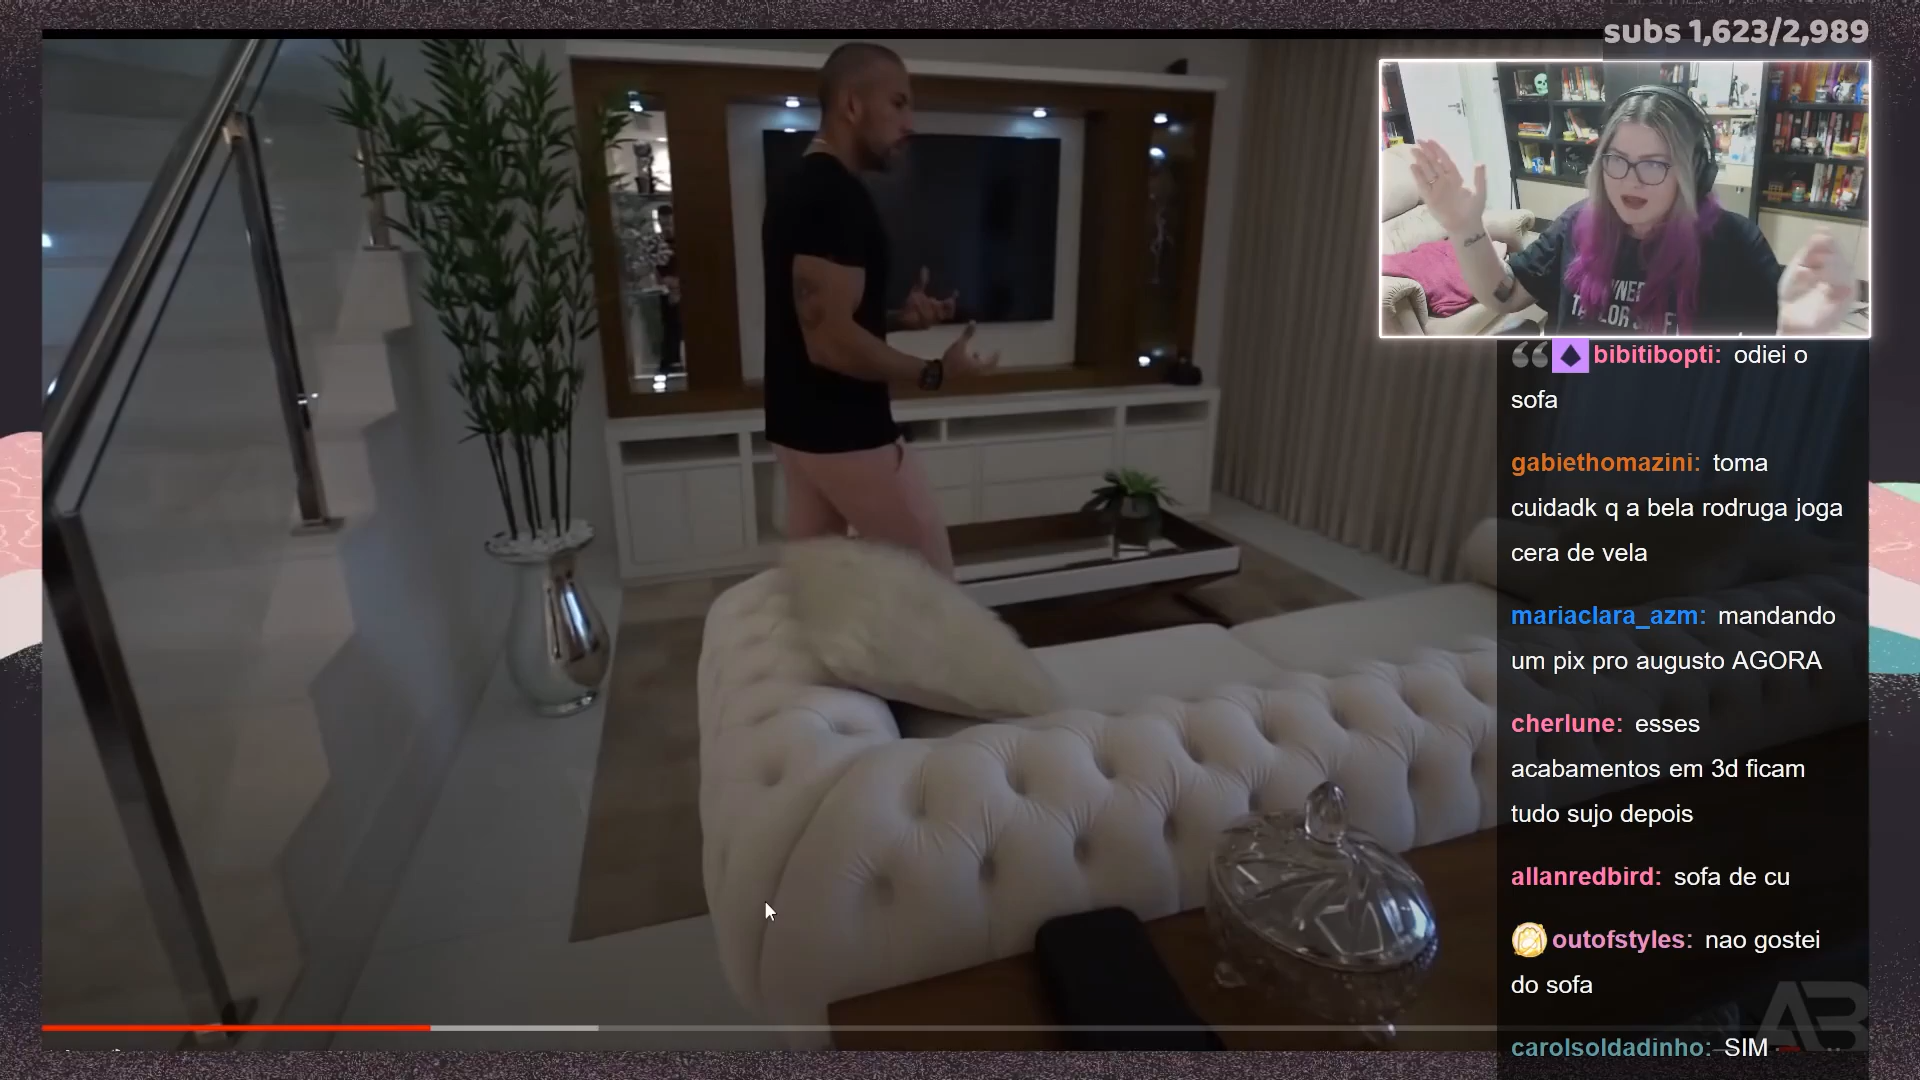 subs 1,623/2,989
bibitibopti: odiei o
sofa
gabiethomazini: toma
cuidadk q a bela rodruga joga
cera de vela
mariaclara_azm: mandando
um pix pro augusto AGORA
cherlune: esses
acabamentos em 3d ficam
tudo sujo depois
allanredbird: sofa de cu
outofstyles: nao gostei
do sofa
carolsoldadinho: SIM
AB